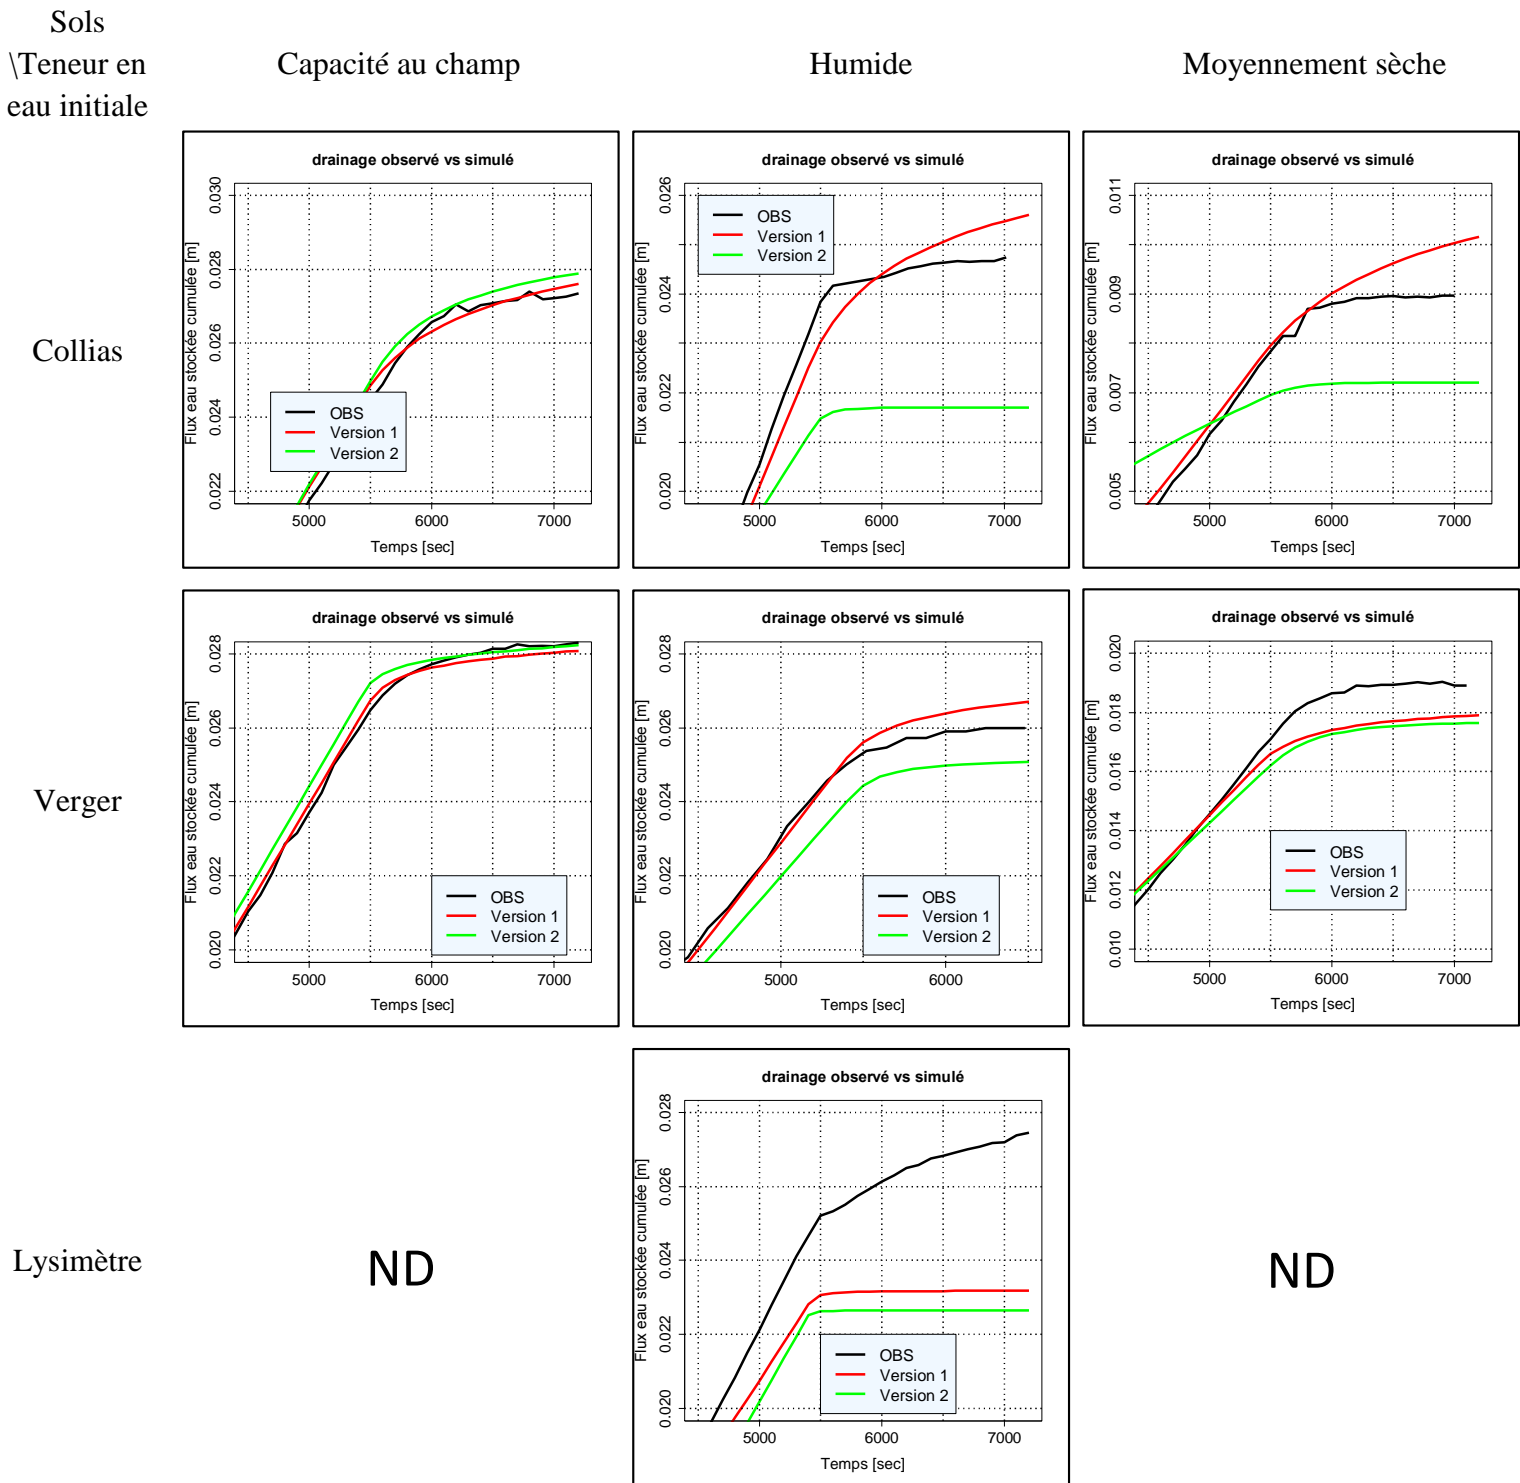 Sols
\Teneur en
eau initiale
Capacité au champ
Humide
Moyennement sèche
Collias
drainage observé vs simulé
Flux eau stockée cumulée [m]
0.030
0.028
0.026
0.024
0.022
OBS
Version 1
Version 2
5000 6000 7000
Temps [sec]
drainage observé vs simulé
Flux eau stockée cumulée [m]
0.026
0.024
0.022
0.020
OBS
Version 1
Version 2
5000 6000 7000
Temps [sec]
drainage observé vs simulé
Flux eau stockée cumulée [m]
0.011
0.009
0.007
0.005
OBS
Version 1
Version 2
5000 6000 7000
Temps [sec]
Verger
drainage observé vs simulé
Flux eau stockée cumulée [m]
0.028
0.026
0.024
0.022
0.020
OBS
Version 1
Version 2
5000 6000 7000
Temps [sec]
drainage observé vs simulé
Flux eau stockée cumulée [m]
0.028
0.026
0.024
0.022
0.020
OBS
Version 1
Version 2
5000 6000
Temps [sec]
drainage observé vs simulé
Flux eau stockée cumulée [m]
0.020
0.018
0.016
0.014
0.012
0.010
OBS
Version 1
Version 2
5000 6000 7000
Temps [sec]
Lysimètre
ND
drainage observé vs simulé
Flux eau stockée cumulée [m]
0.028
0.026
0.024
0.022
0.020
OBS
Version 1
Version 2
5000 6000 7000
Temps [sec]
ND